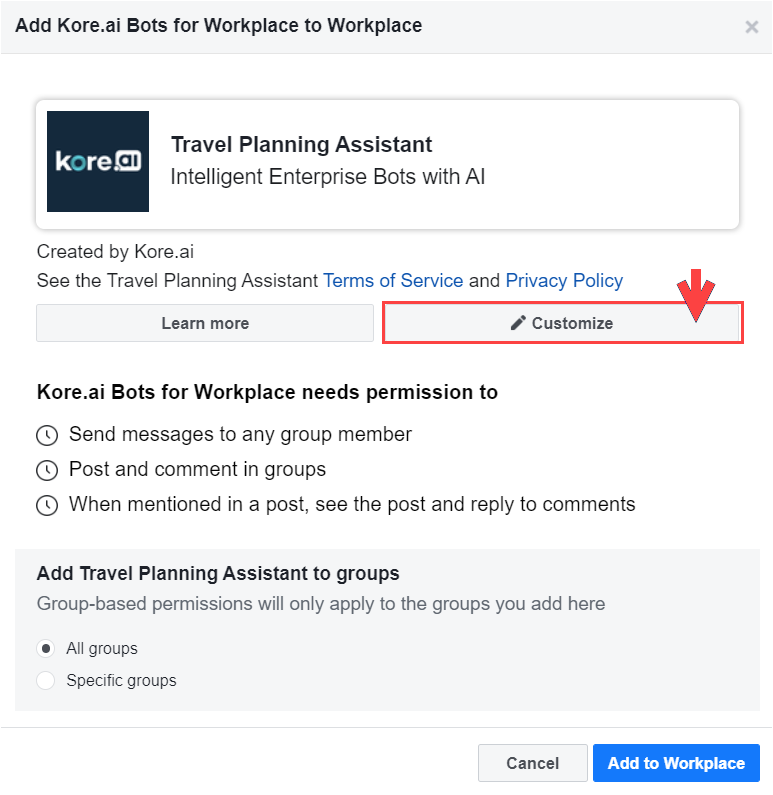 Add Kore.ai Bots for Workplace to Workplace
kore.ai
Travel Planning Assistant
Intelligent Enterprise Bots with AI
Created by Kore.ai
See the Travel Planning Assistant Terms of Service and Privacy Policy
Learn more
Customize
Kore.ai Bots for Workplace needs permission to
Send messages to any group member
Post and comment in groups
When mentioned in a post, see the post and reply to comments
Add Travel Planning Assistant to groups
Group-based permissions will only apply to the groups you add here
All groups
Specific groups
Cancel
Add to Workplace